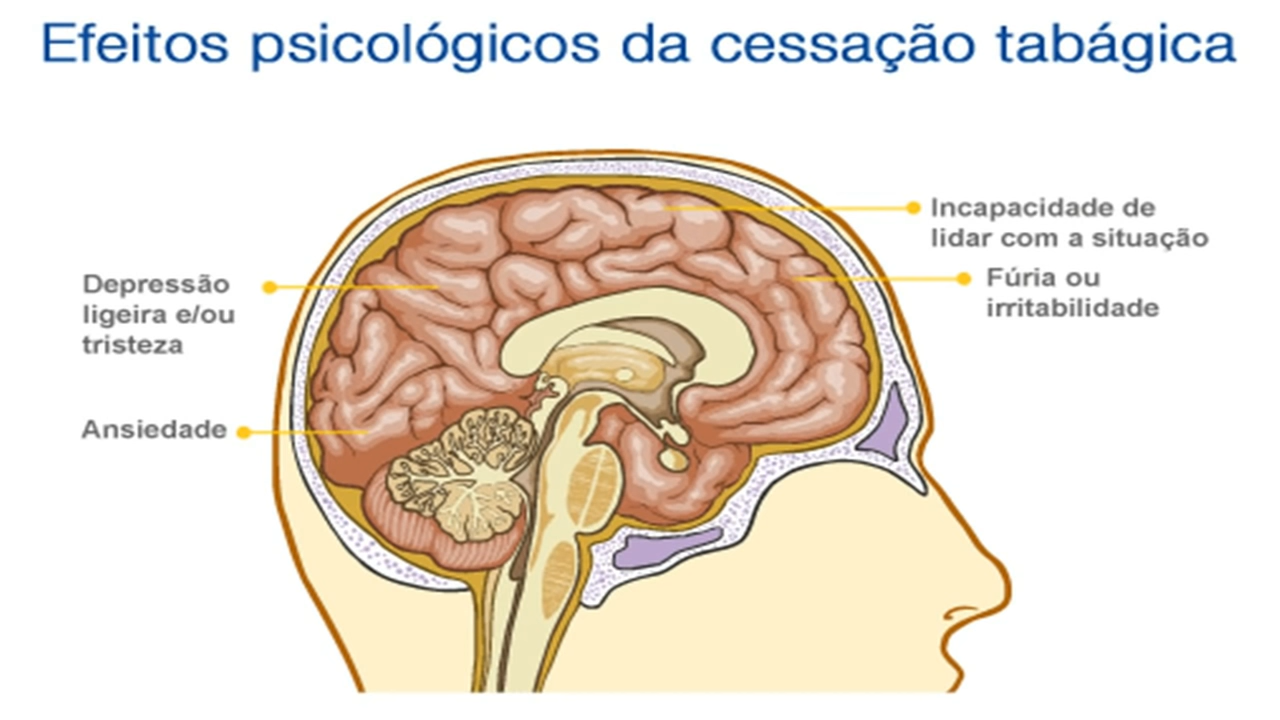 Efeitos psicológicos da cessação tabágica
Incapacidade de
lidar com a situação
Fúria ou
irritabilidade
Depressão
ligeira e/ou
tristeza
Ansiedade